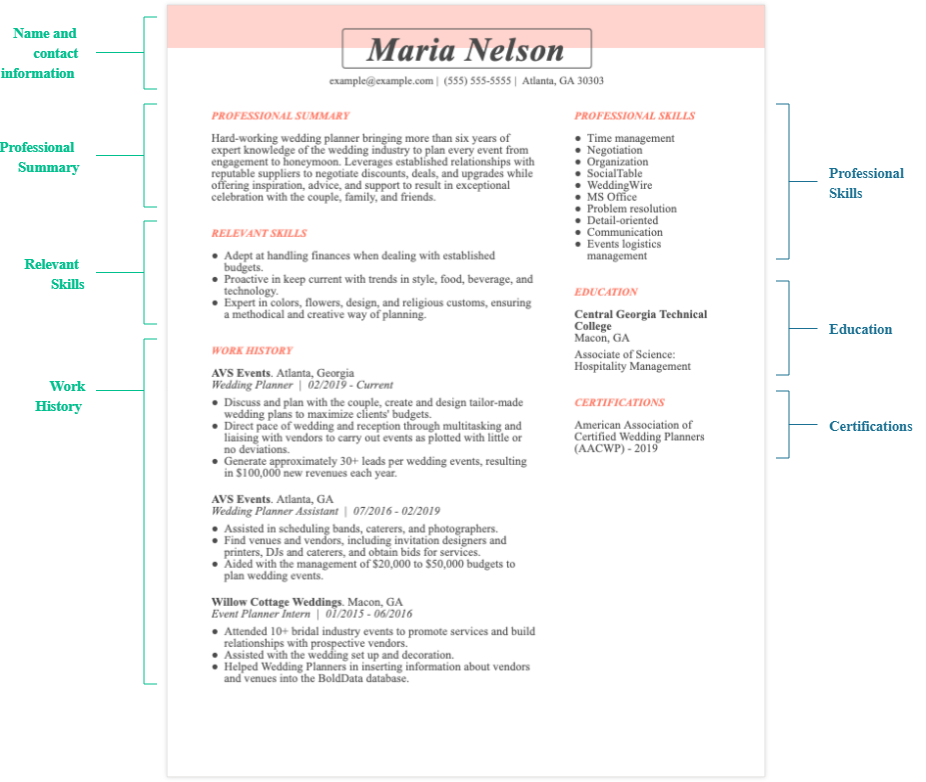 Name and
contact
information
Professional
Summary
Relevant
Skills
Work
History
Maria Nelson
example@example.com | (555) 555-5555 | Atlanta, GA 30303
PROFESSIONAL SUMMARY
Hard-working wedding planner bringing more than six years of
expert knowledge of the wedding industry to plan every event from
engagement to honeymoon. Leverages established relationships with
reputable suppliers to negotiate discounts, deals, and upgrades while
offering inspiration, advice, and support to result in exceptional
celebration with the couple, family, and friends.
RELEVANT SKILLS
● Adept at handling finances when dealing with established
budgets.
● Proactive in keep current with trends in style, food, beverage, and
technology.
● Expert in colors, flowers, design, and religious customs, ensuring
a methodical and creative way of planning.
WORK HISTORY
AVS Events. Atlanta, Georgia
Wedding Planner | 02/2019 - Current
● Discuss and plan with the couple, create and design tailor-made
wedding plans to maximize clients' budgets.
● Direct pace of wedding and reception through multitasking and
liaising with vendors to carry out events as plotted with little or
no deviations.
● Generate approximately 30+ leads per wedding events, resulting
in $100,000 new revenues each year.
AVS Events. Atlanta, GA
Wedding Planner Assistant | 07/2016 - 02/2019
● Assisted in scheduling bands, caterers, and photographers.
● Find venues and vendors, including invitation designers and
printers, DJs and caterers, and obtain bids for services.
● Aided with the management of $20,000 to $50,000 budgets to
plan wedding events.
Willow Cottage Weddings. Macon, GA
Event Planner Intern | 01/2015 - 06/2016
● Attended 10+ bridal industry events to promote services and build
relationships with prospective vendors.
● Assisted with the wedding set up and decoration.
● Helped Wedding Planners in inserting information about vendors
and venues into the BoldData database.
PROFESSIONAL SKILLS
● Time management
● Negotiation
● Organization
● SocialTable
● WeddingWire
● MS Office
● Problem resolution
● Detail-oriented
● Communication
● Events logistics
management
EDUCATION
Central Georgia Technical
College
Macon, GA
Associate of Science:
Hospitality Management
CERTIFICATIONS
American Association of
Certified Wedding Planners
(AACWP) - 2019
Professional
Skills
Education
Certifications